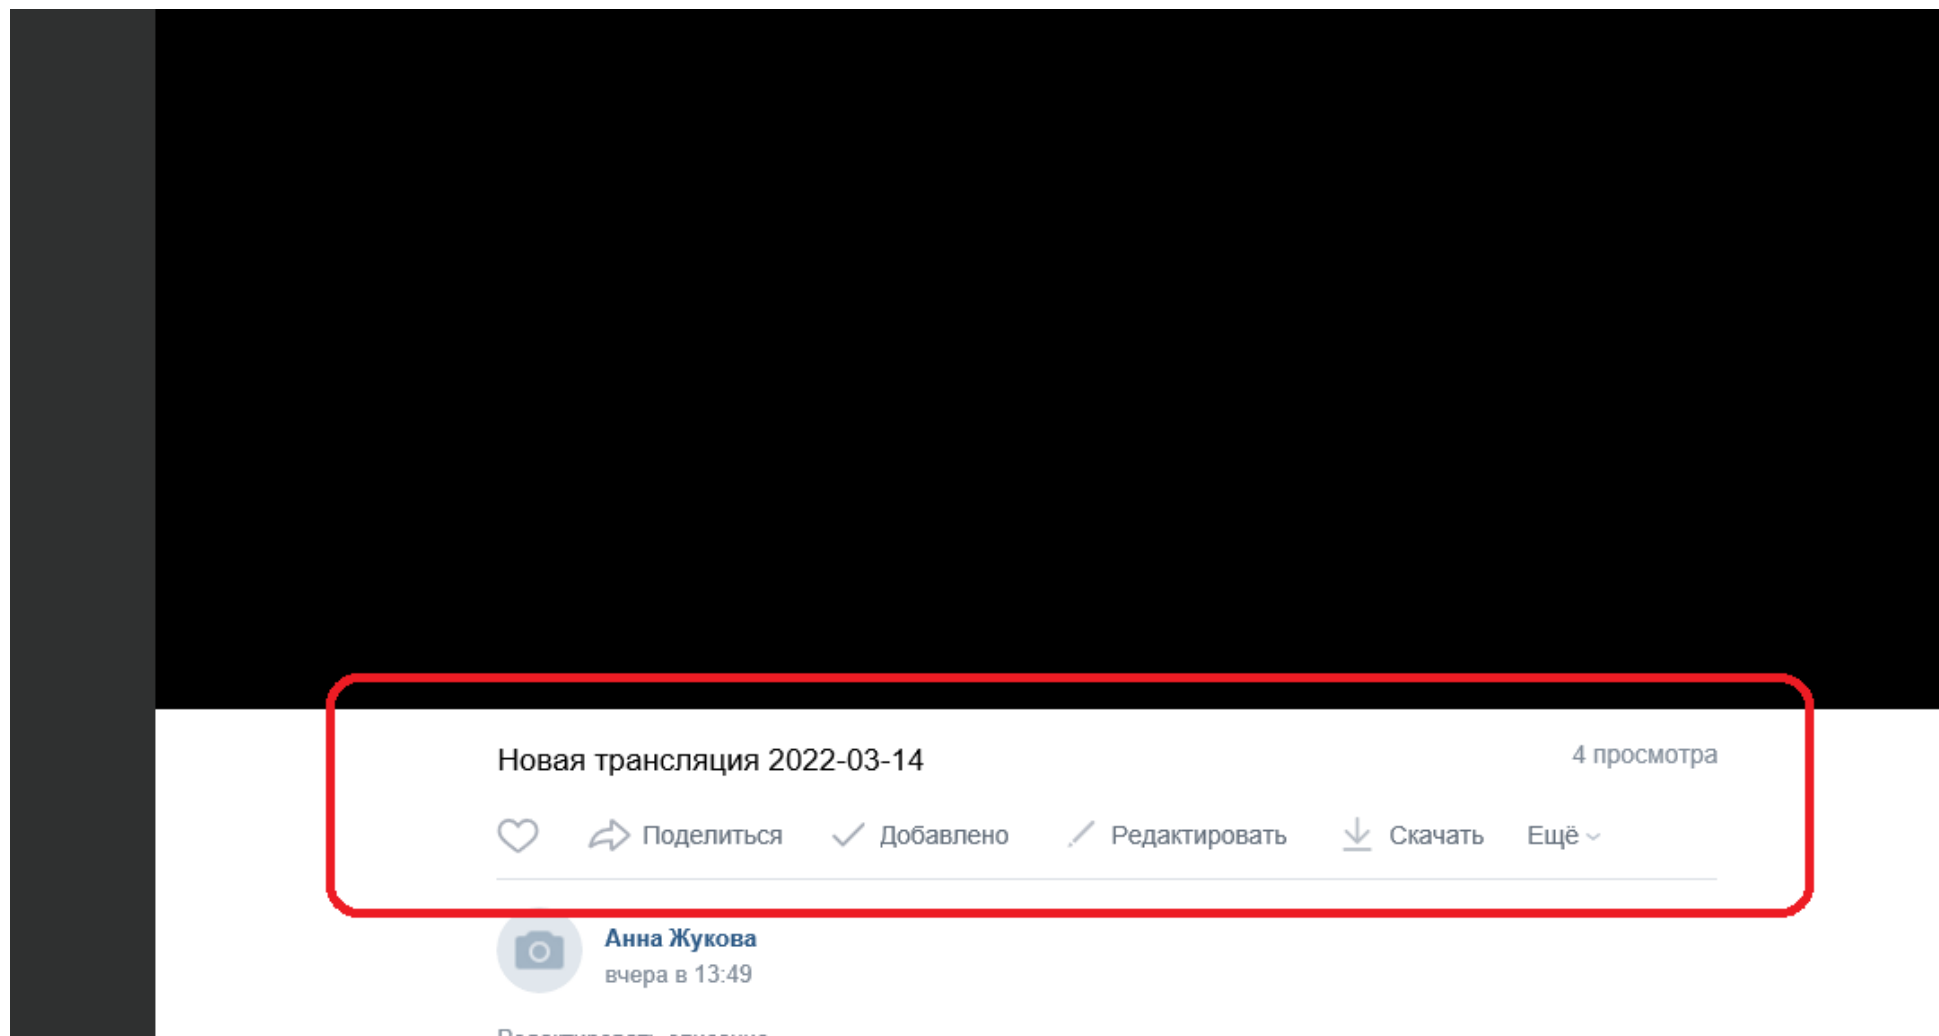 Новая трансляция 2022-03-14
4 просмотра
Поделиться Добавлено Редактировать Скачать Ещё
Анна Жукова
вчера в 13:49